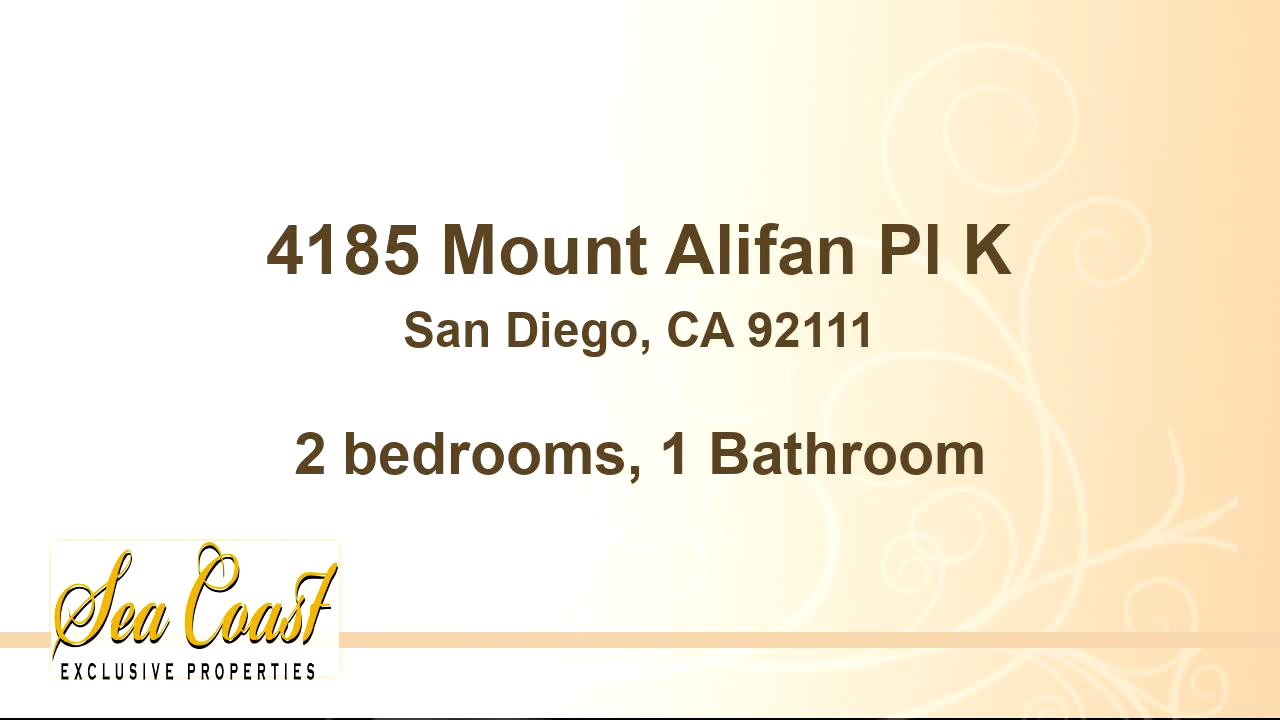 4185 Mount Alifan Pl K
San Diego, CA 92111
2 bedrooms, 1 Bathroom
Sea Coast
EXCLUSIVE PROPERTIES